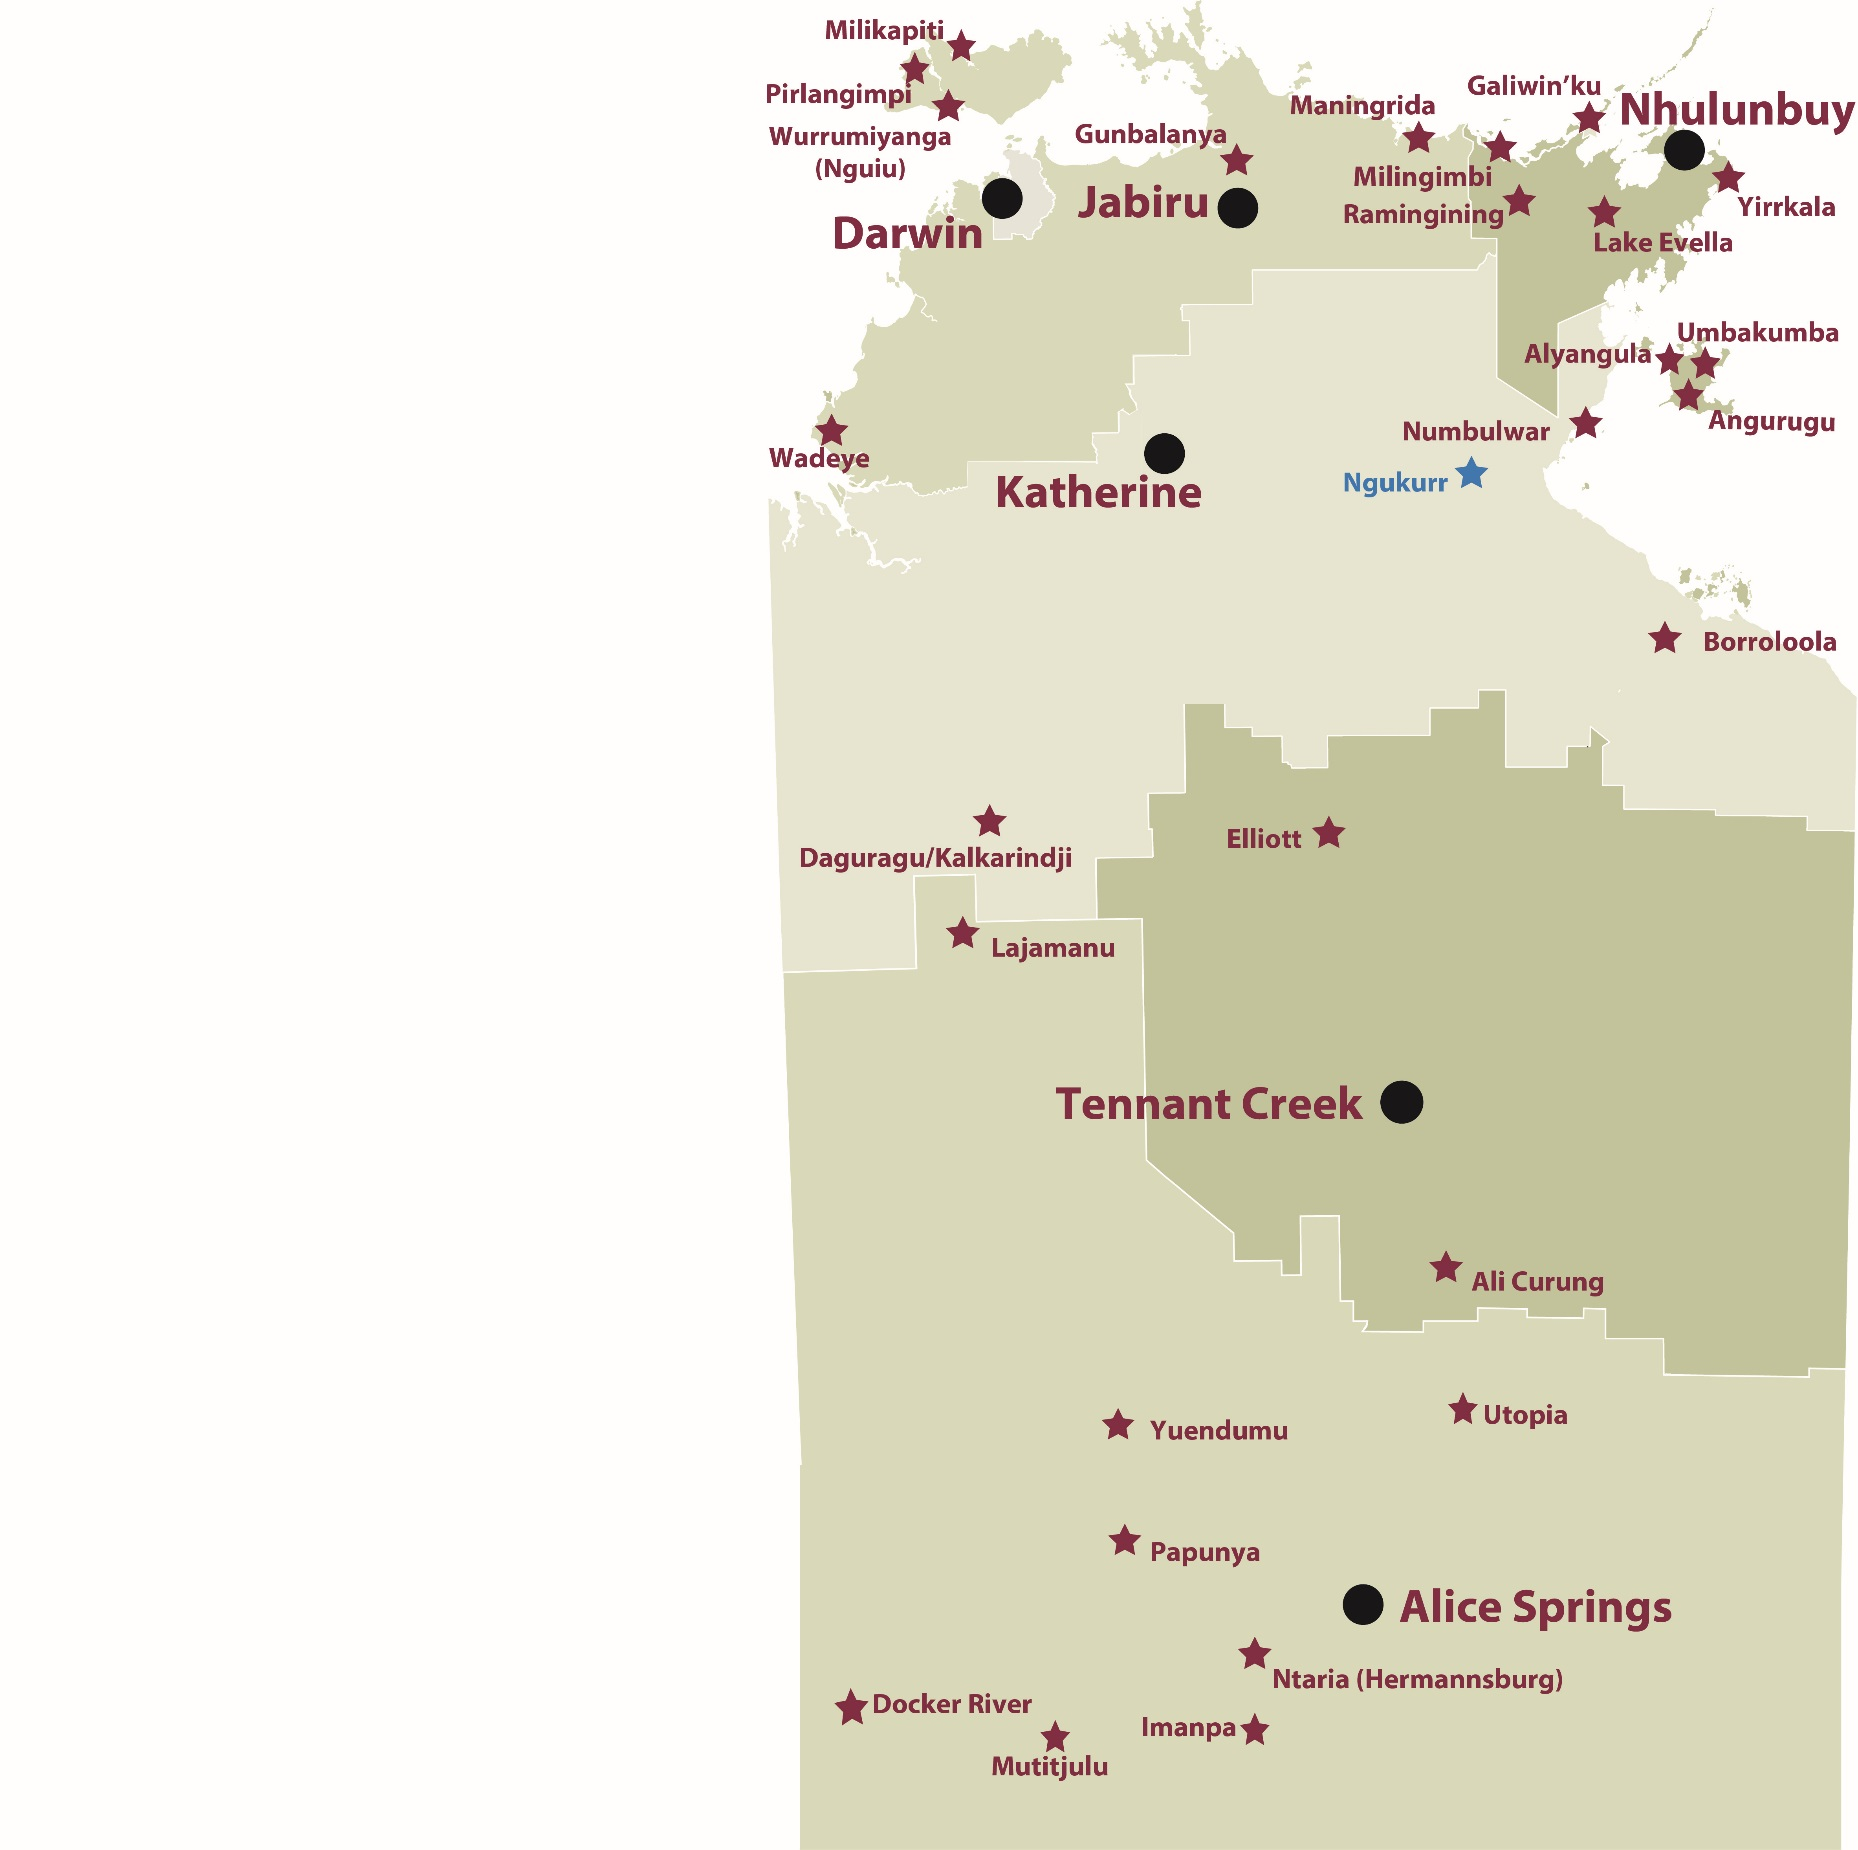 Milikapiti
Pirlangimpi
Wurrumiyanga
(Nguiu)
Darwin
Gunbalanya
Jabiru
Maningrida
Galiwin’ku
Nhulunbuy
Milingimbi
Ramingining
Yirrkala
Lake Evella
Umbakumba
Alyangula
Angurugu
Numbulwar
Ngukurr
Wadeye
Katherine
Borroloola
Daguragu/Kalkarindji
Elliott
Lajamanu
Tennant Creek
Ali Curung
Utopia
Yuendumu
Papunya
Alice Springs
Ntaria (Hermannsburg)
Docker River
Imanpa
Mutitjulu